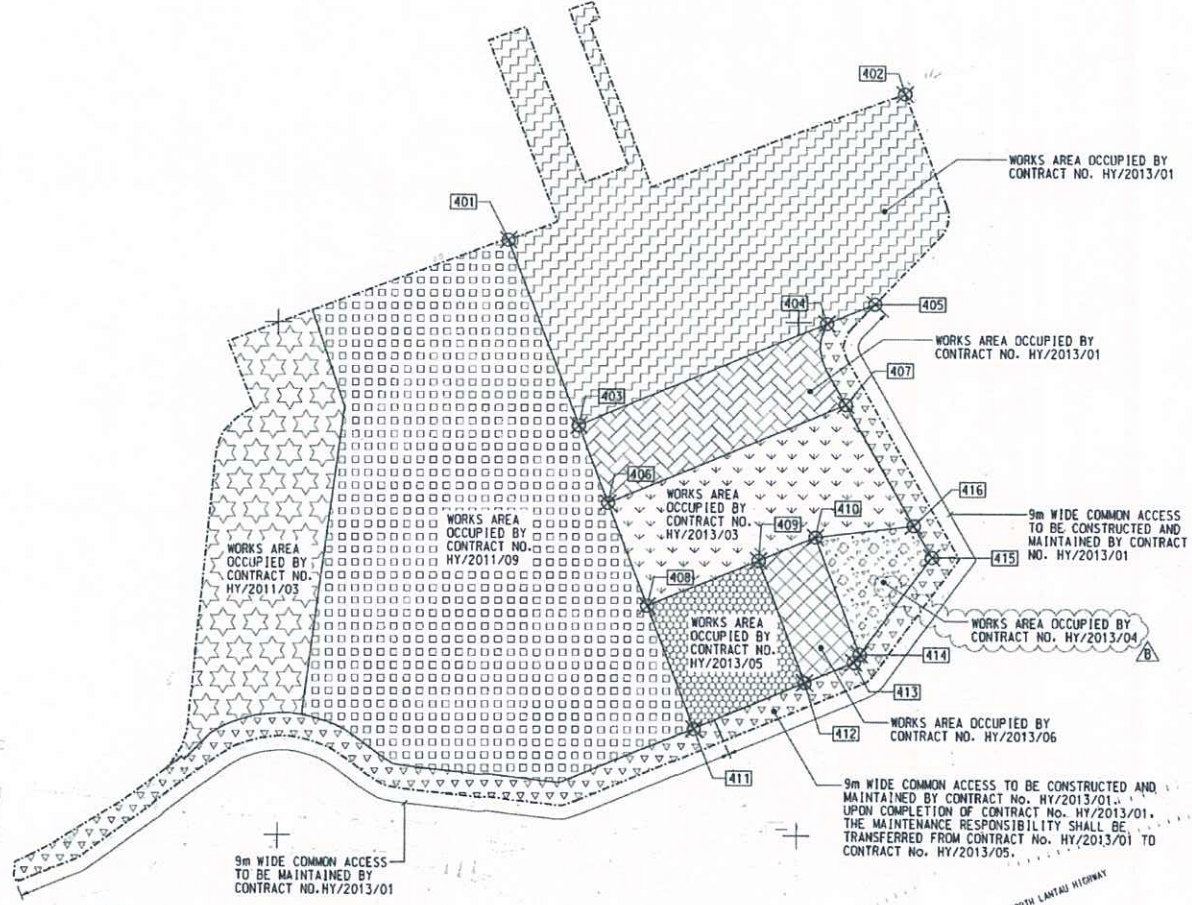 402
WORKS AREA OCCUPIED BY
CONTRACT NO. HY/2013/01
401
404
405
WORKS AREA OCCUPIED BY
CONTRACT NO. HY/2013/01
407
403
406
WORKS AREA
OCCUPIED BY
CONTRACT NO.
HY/2013/03
409
410
416
9m WIDE COMMON ACCESS
TO BE CONSTRUCTED AND
MAINTAINED BY CONTRACT
NO. HY/2013/01
415
WORKS AREA
OCCUPIED BY
CONTRACT NO.
HY/2011/09
WORKS AREA
OCCUPIED BY
CONTRACT NO.
HY/2011/03
408
WORKS AREA
OCCUPIED BY
CONTRACT NO.
HY/2013/05
WORKS AREA OCCUPIED BY
CONTRACT NO. HY/2013/04
B
414
413
WORKS AREA OCCUPIED BY
CONTRACT NO. HY/2013/06
412
411
9m WIDE COMMON ACCESS TO BE CONSTRUCTED AND
MAINTAINED BY CONTRACT No. HY/2013/01.
UPON COMPLETION OF CONTRACT No. HY/2013/01,
THE MAINTENANCE RESPONSIBILITY SHALL BE
TRANSFERRED FROM CONTRACT No. HY/2013/01 TO
CONTRACT No. HY/2013/05.
9m WIDE COMMON ACCESS
TO BE MAINTAINED BY
CONTRACT NO.HY/2013/01
LANTAU HIGHWAY